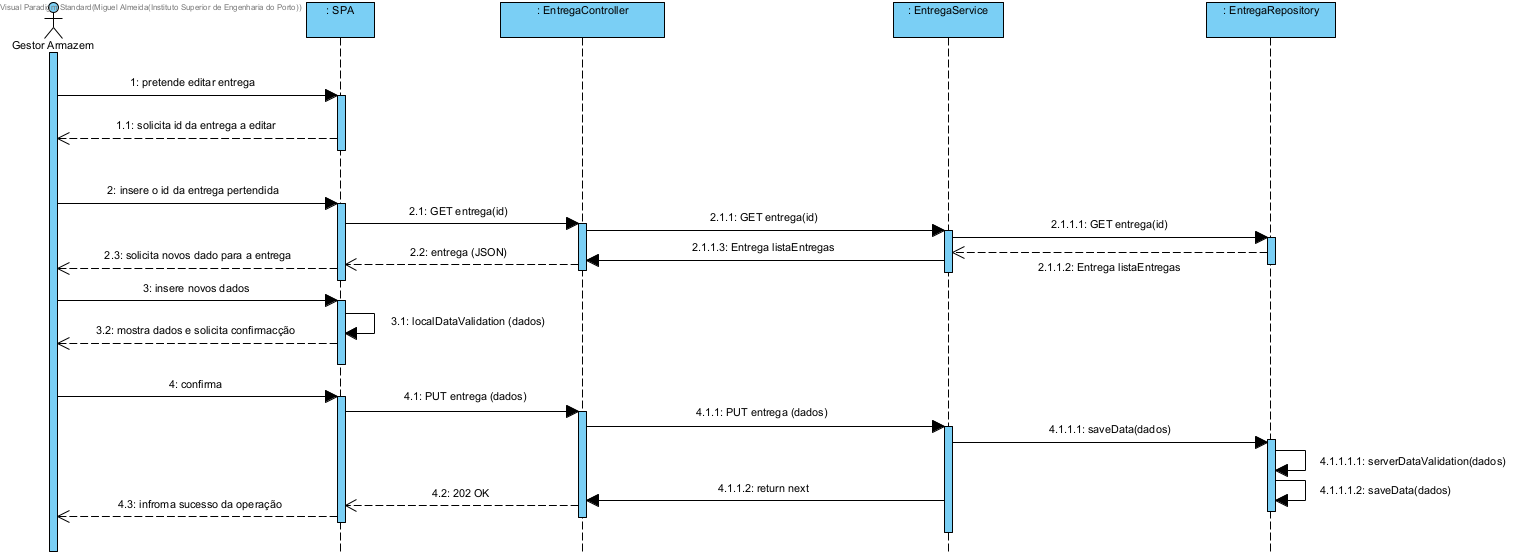 Visual Paradigm Standard(Miguel Almeida(Instituto Superior de Engenharia do Porto))
: SPA
: EntregaController
: EntregaService
: EntregaRepository
Gestor Armazem
1: pretende editar entrega
1.1: solicita id da entrega a editar
2: insere o id da entrega pertendida
2.1: GET entrega(id)
2.1.1: GET entrega(id)
2.1.1.1: GET entrega(id)
2.1.1.2: Entrega listaEntregas
2.1.1.3: Entrega listaEntregas
2.2: entrega (JSON)
2.3: solicita novos dado para a entrega
3: insere novos dados
3.1: localDataValidation (dados)
3.2: mostra dados e solicita confirmacção
4: confirma
4.1: PUT entrega (dados)
4.1.1: PUT entrega (dados)
4.1.1.1: saveData(dados)
4.1.1.1.1: serverDataValidation(dados)
4.1.1.1.2: saveData(dados)
4.1.1.2: return next
4.2: 202 OK
4.3: infroma sucesso da operação